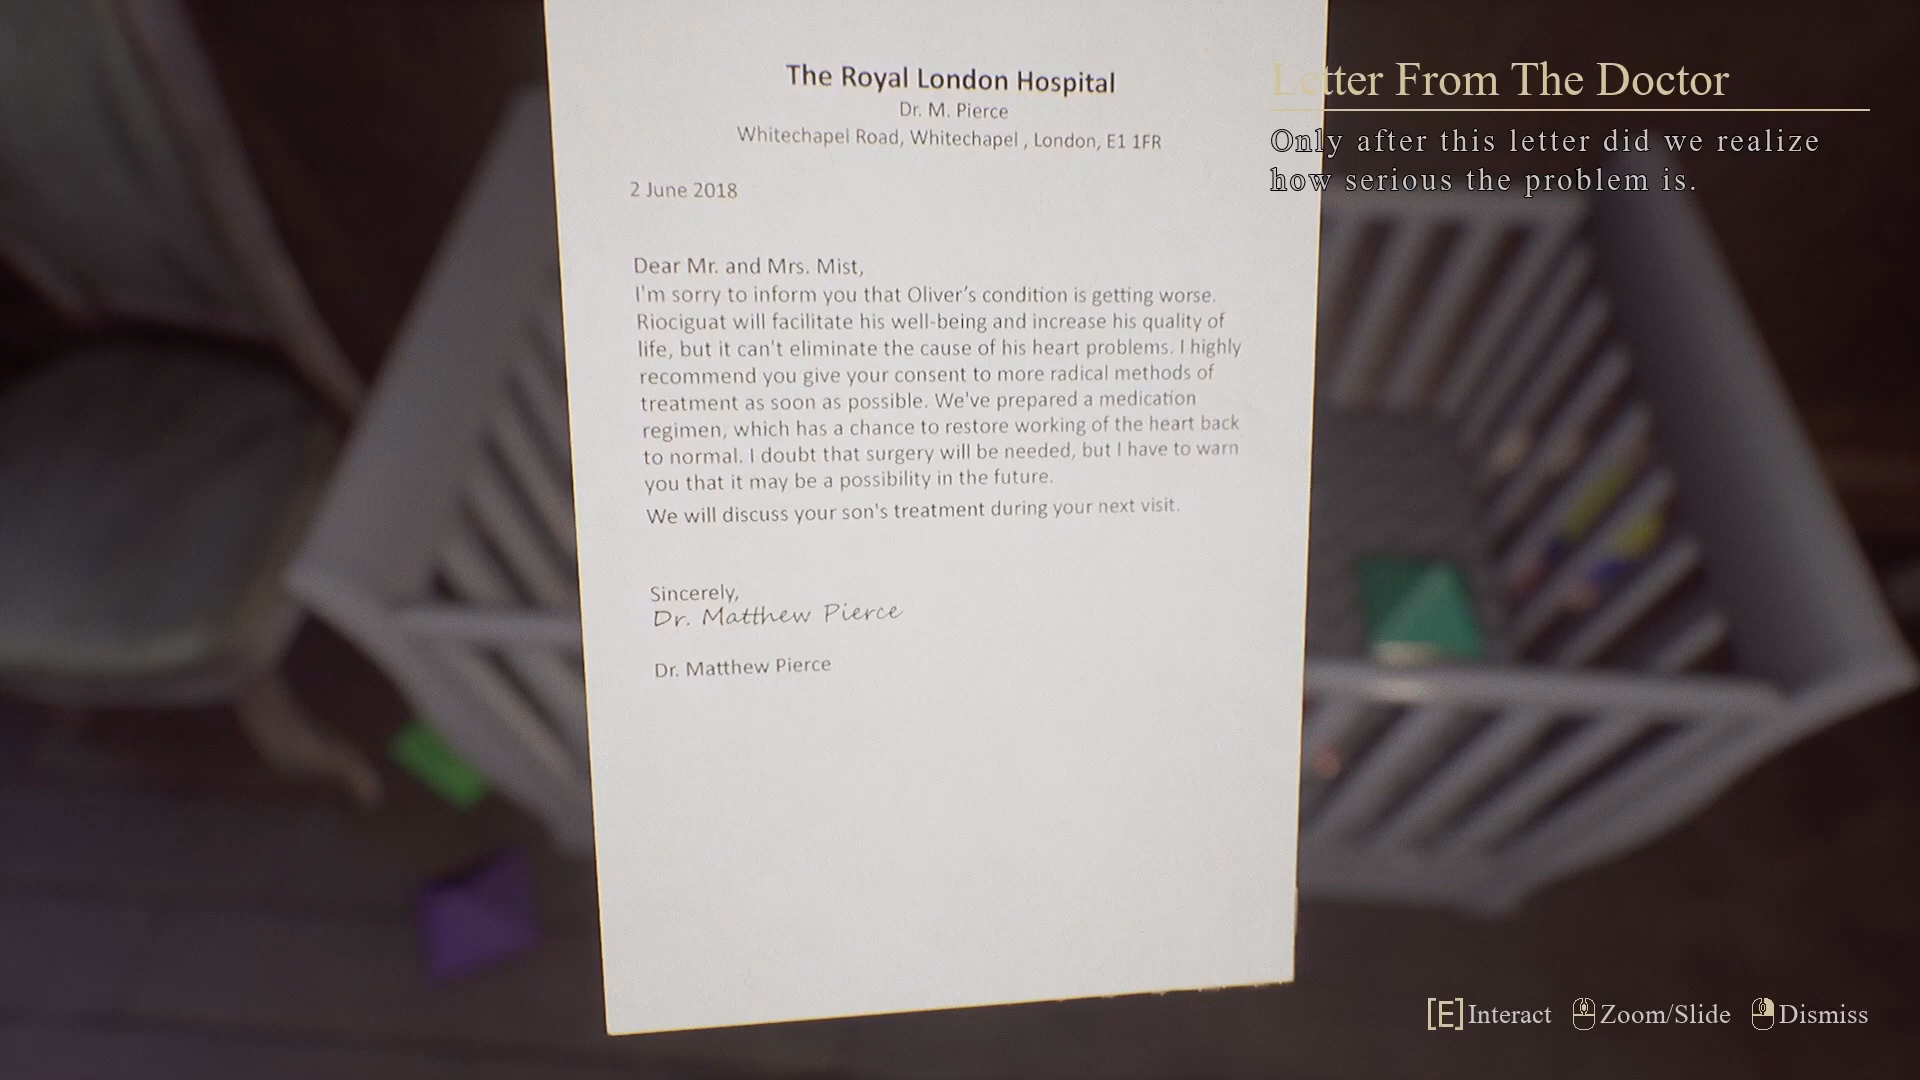 The Royal London Hospital
Dr. M. Pierce
Whitechapel Road, Whitechapel , London, E1 1FR
2 June 2018
Dear Mr. and Mrs. Mist,
I'm sorry to inform you that Oliver’s condition is getting worse.
Riociguat will facilitate his well-being and increase his quality of
life, but it can't eliminate the cause of his heart problems. I highly
recommend you give your consent to more radical methods of
treatment as soon as possible. We've prepared a medication
regimen, which has a chance to restore working of the heart back
to normal. I doubt that surgery will be needed, but I have to warn
you that it may be a possibility in the future.
We will discuss your son's treatment during your next visit.
Sincerely,
Dr. Matthew Pierce
Dr. Matthew Pierce
Letter From The Doctor
Only after this letter did we realize
how serious the problem is.
[E] Interact Zoom/Slide Dismiss